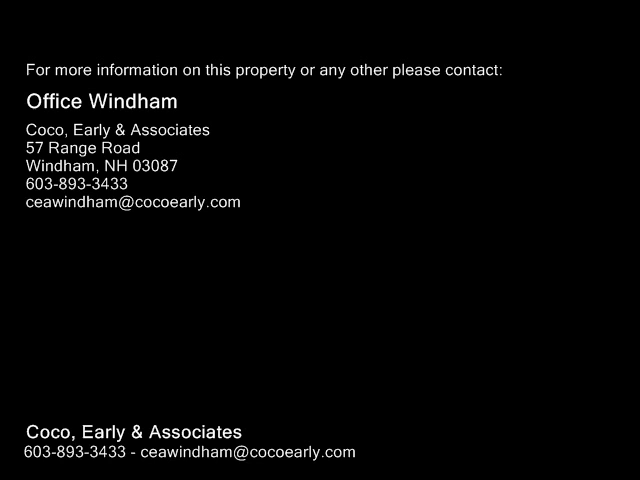 For more information on this property or any other please contact:
Office Windham
Coco, Early & Associates
57 Range Road
Windham, NH 03087
603-893-3433
ceawindham@cocoearly.com
Coco, Early & Associates
603-893-3433 - ceawindham@cocoearly.com